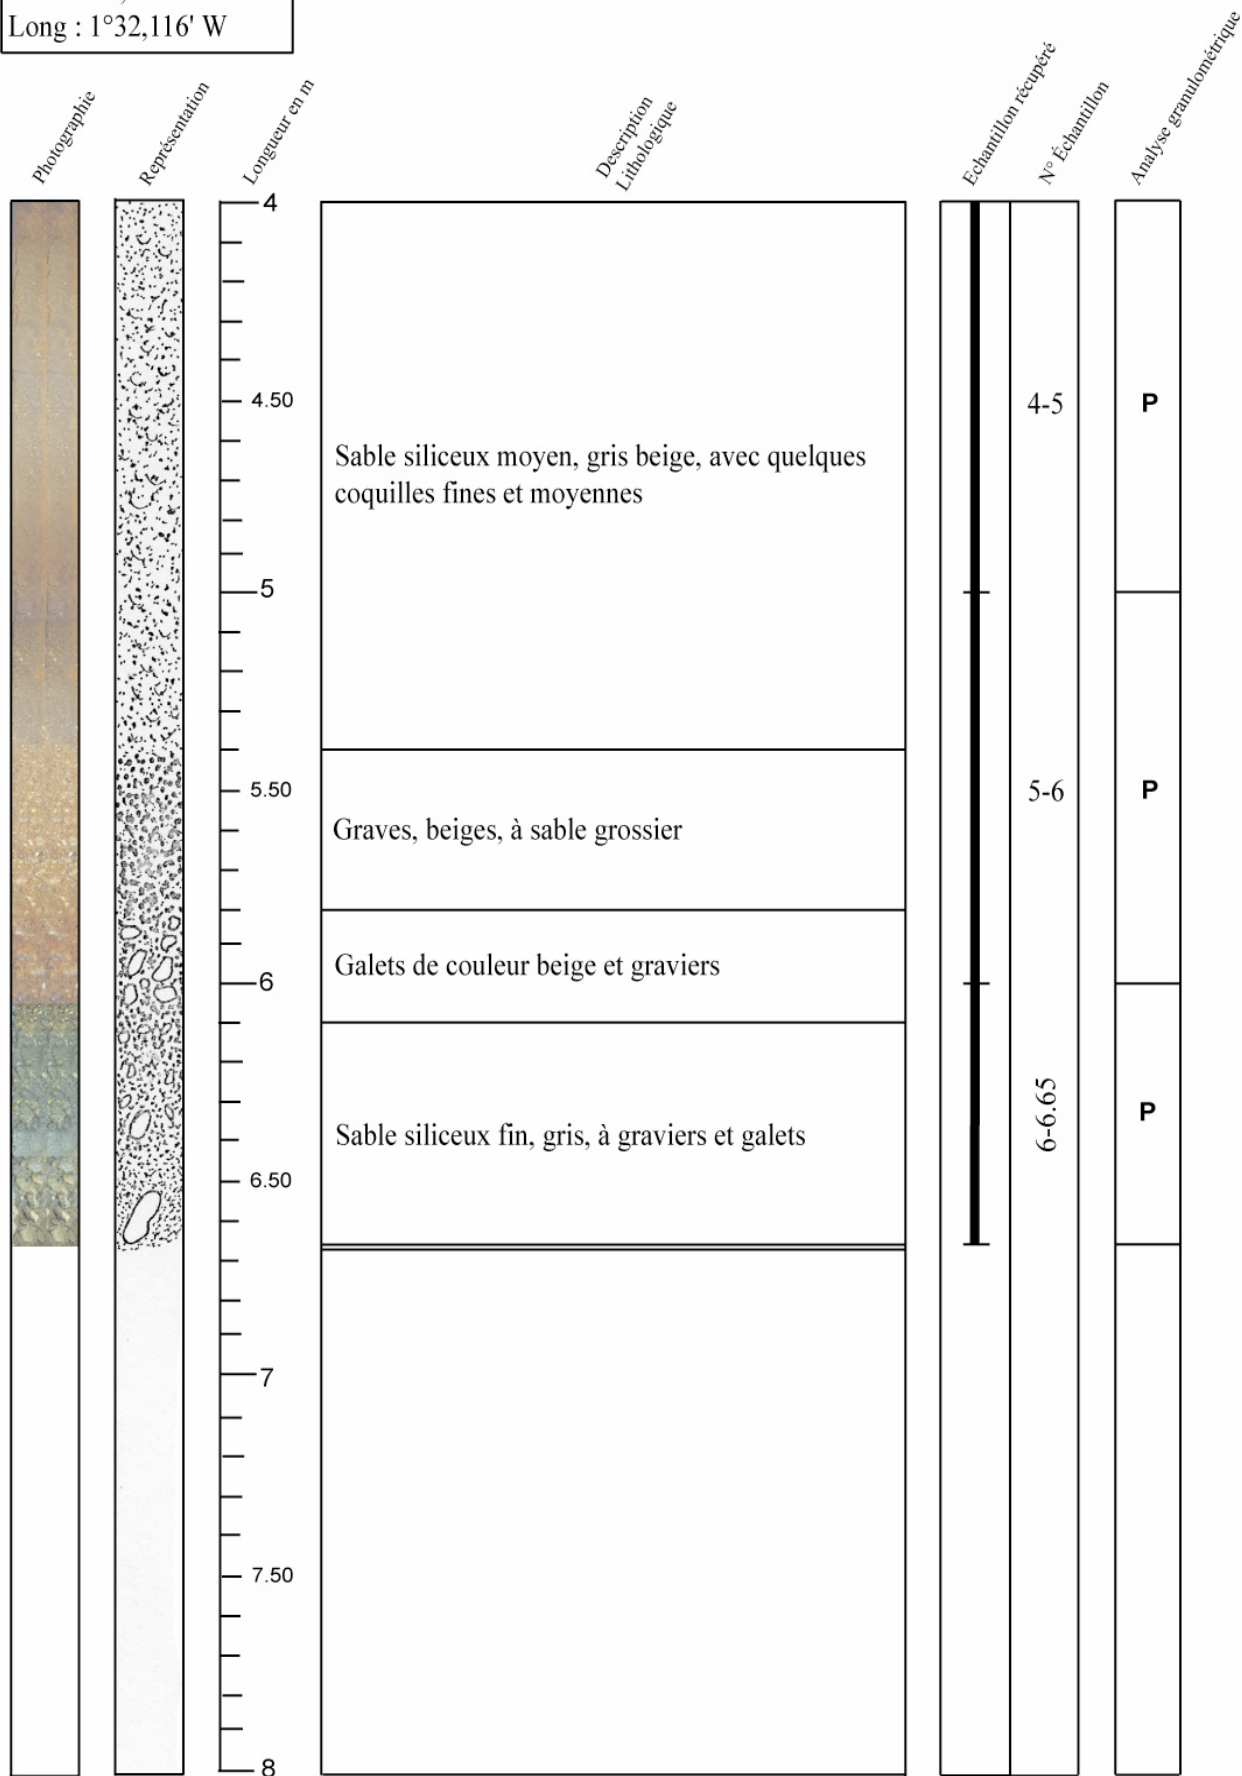 Long : 1°32,116' W
Photographie
Représentation
Longueur en m
Description
Lithologique
Echantillon récupéré
N° Échantillon
Analyse granulométrique
4
4.50
4-5
P
Sable siliceux moyen, gris beige, avec quelques
coquilles fines et moyennes
5
5.50
5-6
P
Graves, beiges, à sable grossier
Galets de couleur beige et graviers
6
6-6.65
P
Sable siliceux fin, gris, à graviers et galets
6.50
7
7.50
8